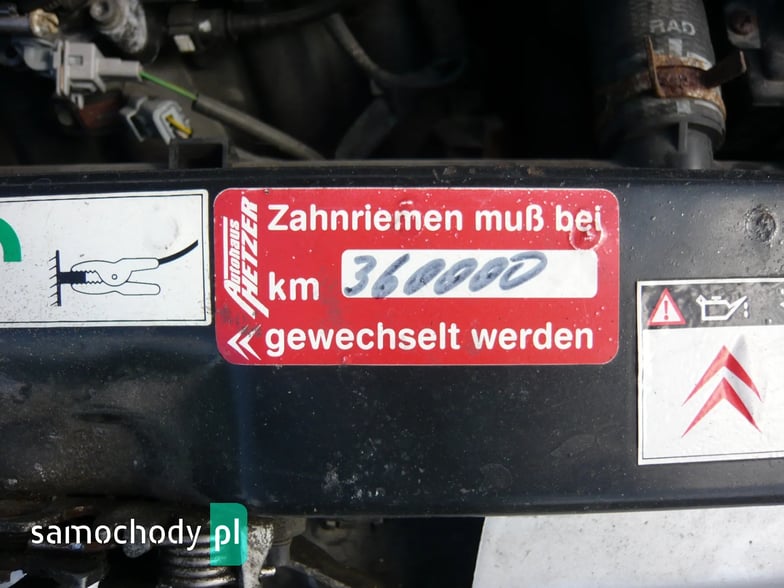 RAD
Autohaus
HETZER
Zahnriemen muß bei
km 360000
gewechselt werden
samochody pl